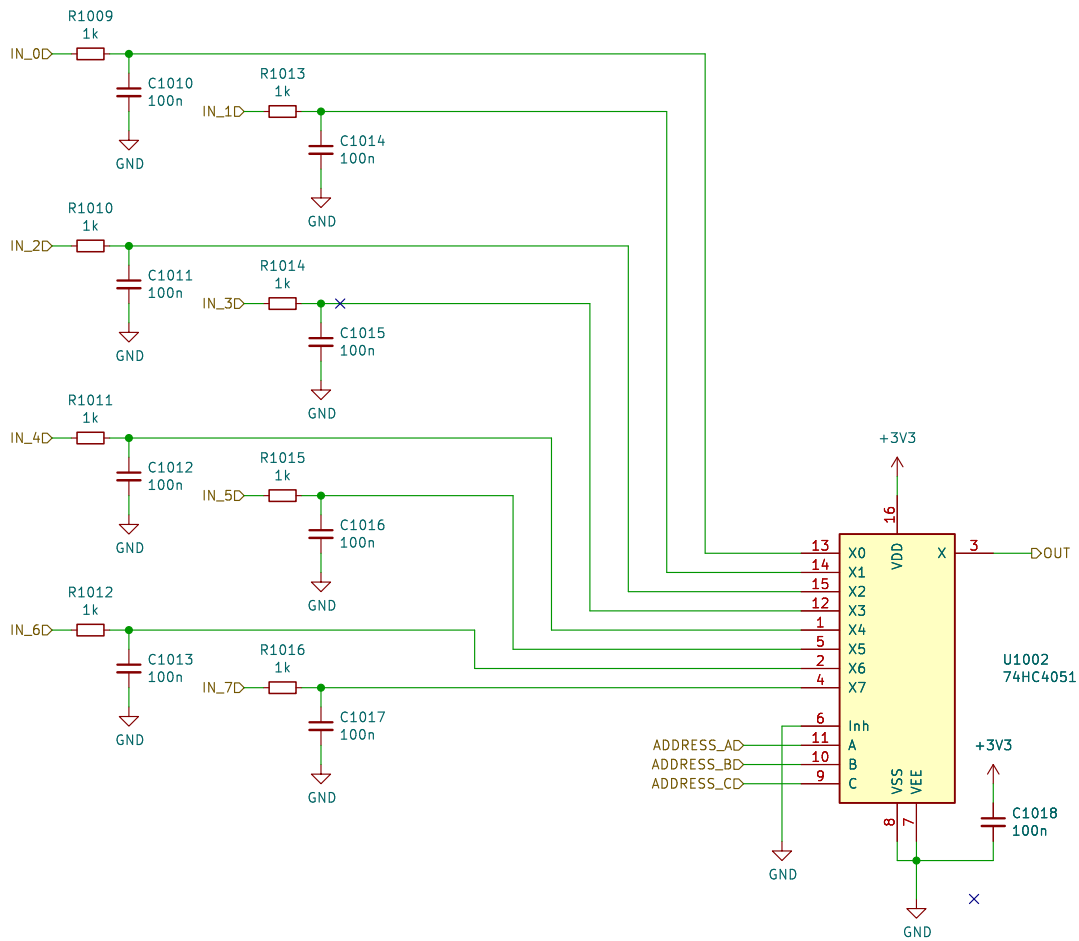 R1009
1k
IN_0
C1010
100n
GND
R1013
1k
IN_1
C1014
100n
GND
R1010
1k
IN_2
C1011
100n
GND
R1014
1k
IN_3
C1015
100n
GND
R1011
1k
IN_4
C1012
100n
GND
R1015
1k
IN_5
C1016
100n
GND
R1012
1k
IN_6
C1013
100n
GND
R1016
1k
IN_7
C1017
100n
GND
+3V3
16
VDD
13 X0
14 X1
15 X2
12 X3
1 X4
5 X5
2 X6
4 X7
6 Inh
11 A
10 B
9 C
X 3 OUT
U1002
74HC4051
ADDRESS_A
ADDRESS_B
ADDRESS_C
GND
VSS
VEE
8
7
+3V3
C1018
100n
GND